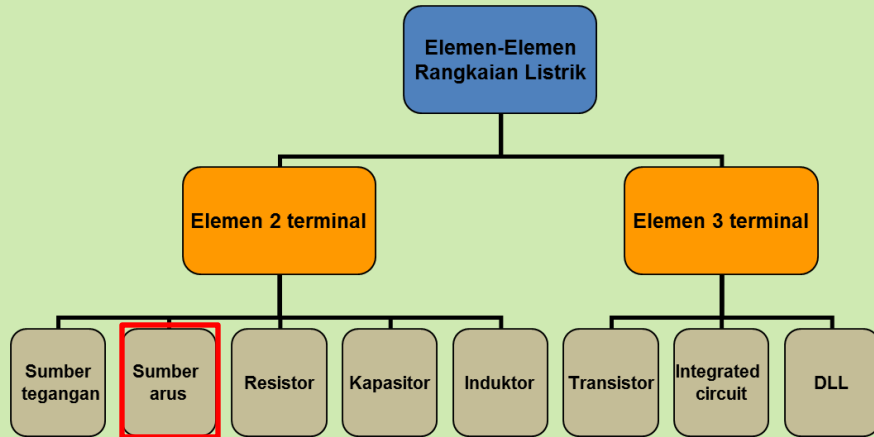 Elemen-Elemen
Rangkaian Listrik
Elemen 2 terminal
Elemen 3 terminal
Sumber
tegangan
Sumber
arus
Resistor
Kapasitor
Induktor
Transistor
Integrated
circuit
DLL